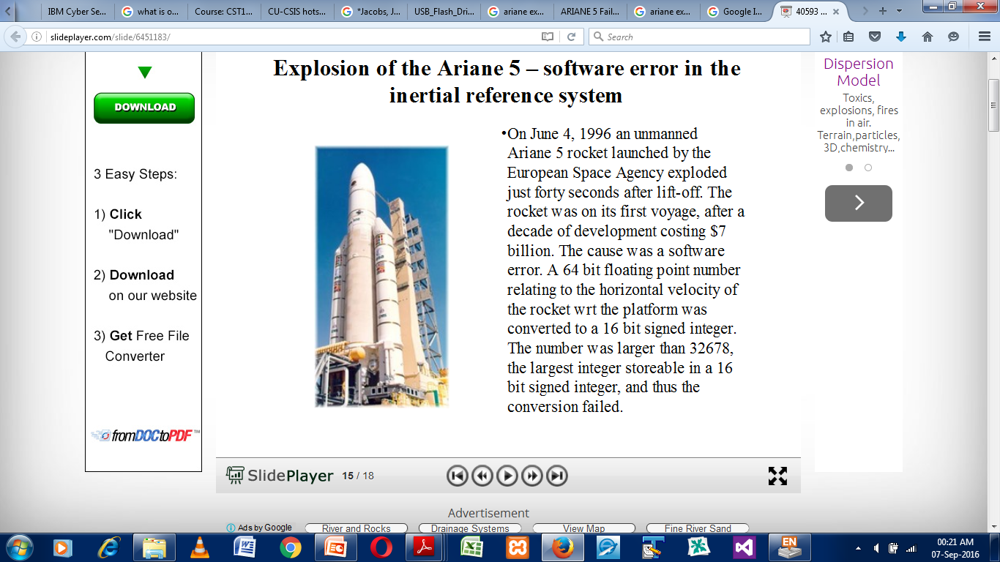 IBM Cyber Se...
what is o...
Course: CST1...
CU-CSIS hots...
*Jacobs, J...
USB_Flash_Dri...
ariane ex...
ARIANE 5 Fail...
ariane ex...
Google I...
40593 ...
slideplayer.com/slide/6451183/
Search
DOWNLOAD
3 Easy Steps:
1) Click
"Download"
2) Download
on our website
3) Get Free File
Converter
fromDOCtoPDF™
Explosion of the Ariane 5 – software error in the
inertial reference system
•On June 4, 1996 an unmanned
Ariane 5 rocket launched by the
European Space Agency exploded
just forty seconds after lift-off. The
rocket was on its first voyage, after a
decade of development costing $7
billion. The cause was a software
error. A 64 bit floating point number
relating to the horizontal velocity of
the rocket wrt the platform was
converted to a 16 bit signed integer.
The number was larger than 32678,
the largest integer storeable in a 16
bit signed integer, and thus the
conversion failed.
Dispersion
Model
Toxics,
explosions, fires
in air.
Terrain,particles,
3D,chemistry...
SlidePlayer 15 / 18
Advertisement
Ads by Google
River and Rocks
Drainage Systems
View Map
Fine River Sand
EN
00:21 AM
07-Sep-2016